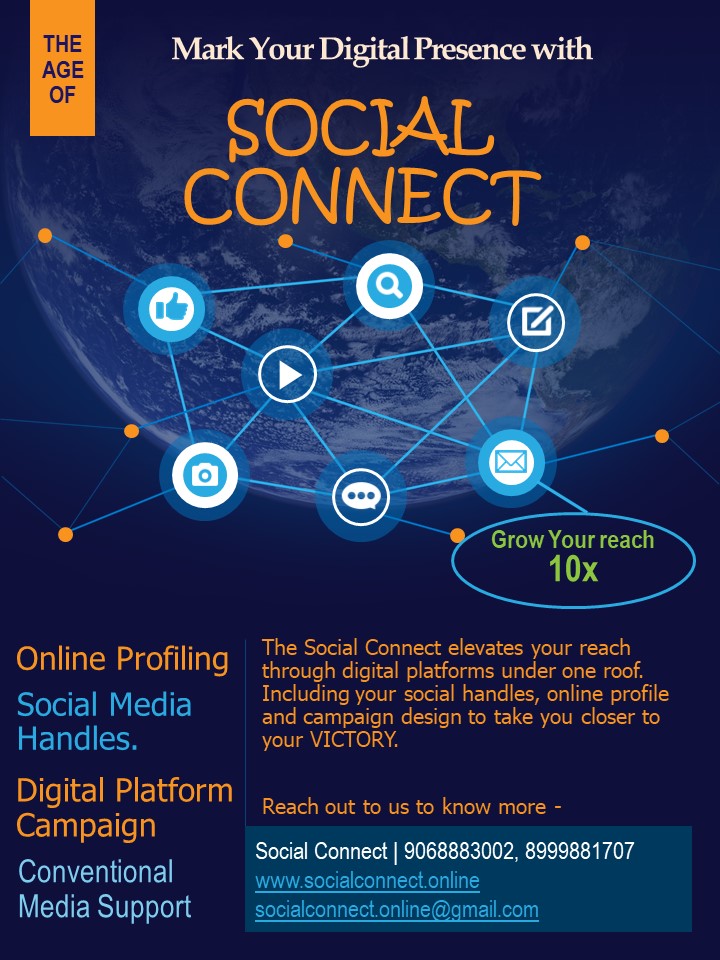 THE
AGE
OF
Mark Your Digital Presence with
SOCIAL
CONNECT
Grow Your reach
10x
Online Profiling
Social Media
Handles.
Digital Platform
Campaign
Conventional
Media Support
The Social Connect elevates your reach
through digital platforms under one roof.
Including your social handles, online profile
and campaign design to take you closer to
your VICTORY.
Reach out to us to know more -
Social Connect | 9068883002, 8999881707
www.socialconnect.online
socialconnect.online@gmail.com